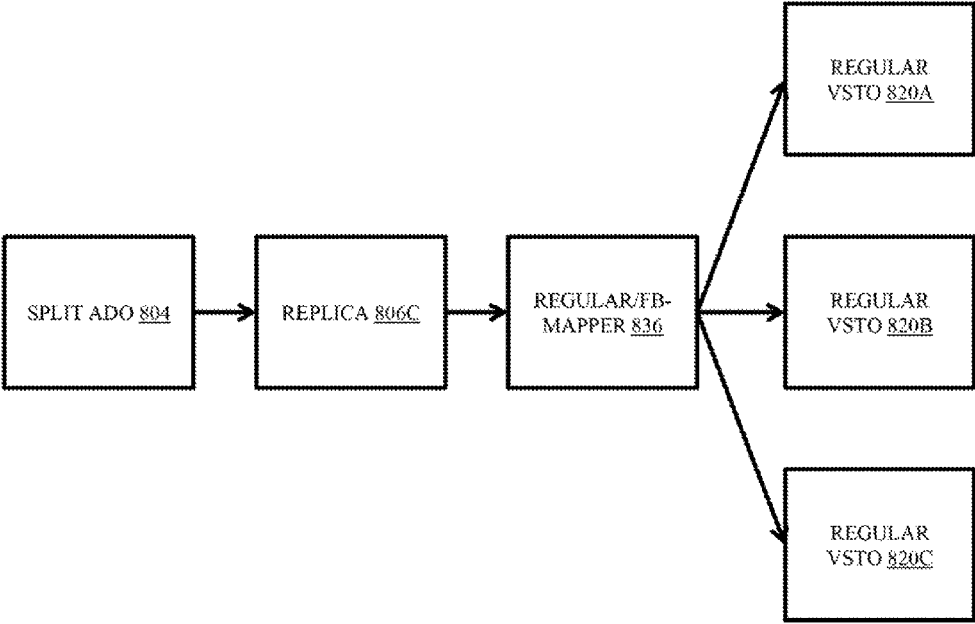 REGULAR
VSTO 820A
SPLIT ADO 804
REPLICA 806C
REGULAR/FB-
MAPPER 836
REGULAR
VSTO 820B
REGULAR
VSTO 820C